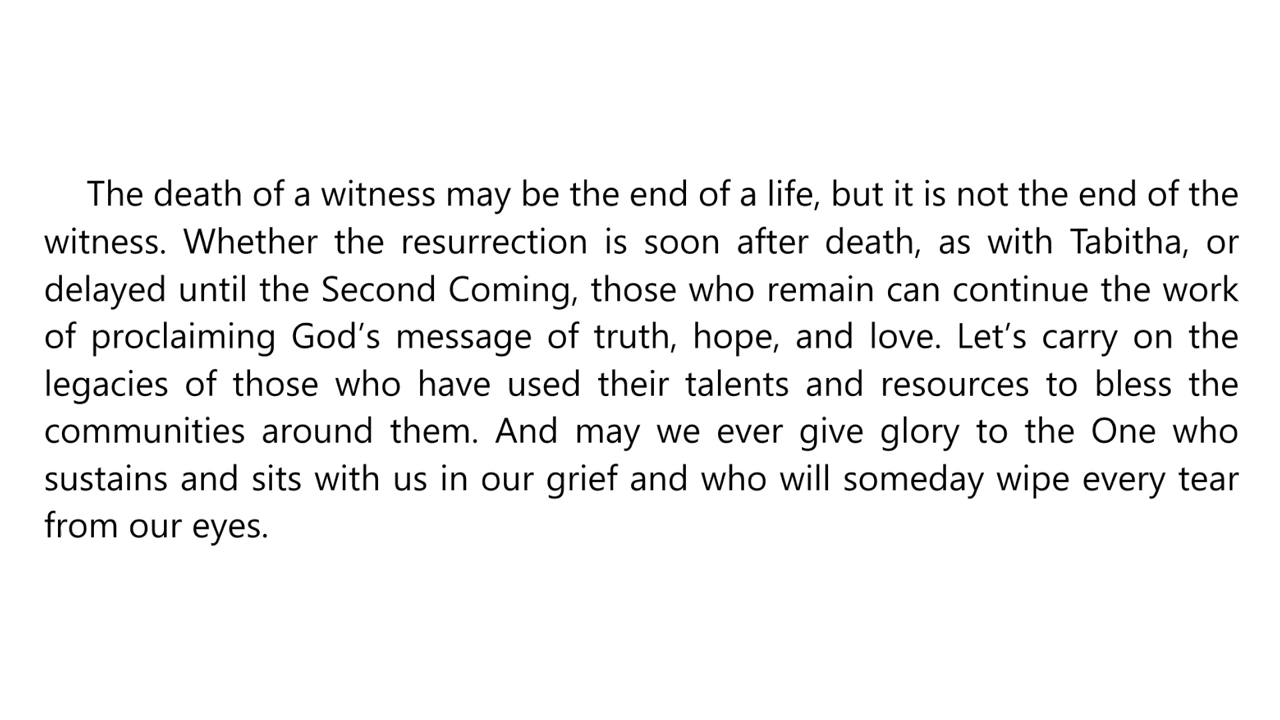 The death of a witness may be the end of a life, but it is not the end of the
witness. Whether the resurrection is soon after death, as with Tabitha, or
delayed until the Second Coming, those who remain can continue the work
of proclaiming God’s message of truth, hope, and love. Let’s carry on the
legacies of those who have used their talents and resources to bless the
communities around them. And may we ever give glory to the One who
sustains and sits with us in our grief and who will someday wipe every tear
from our eyes.